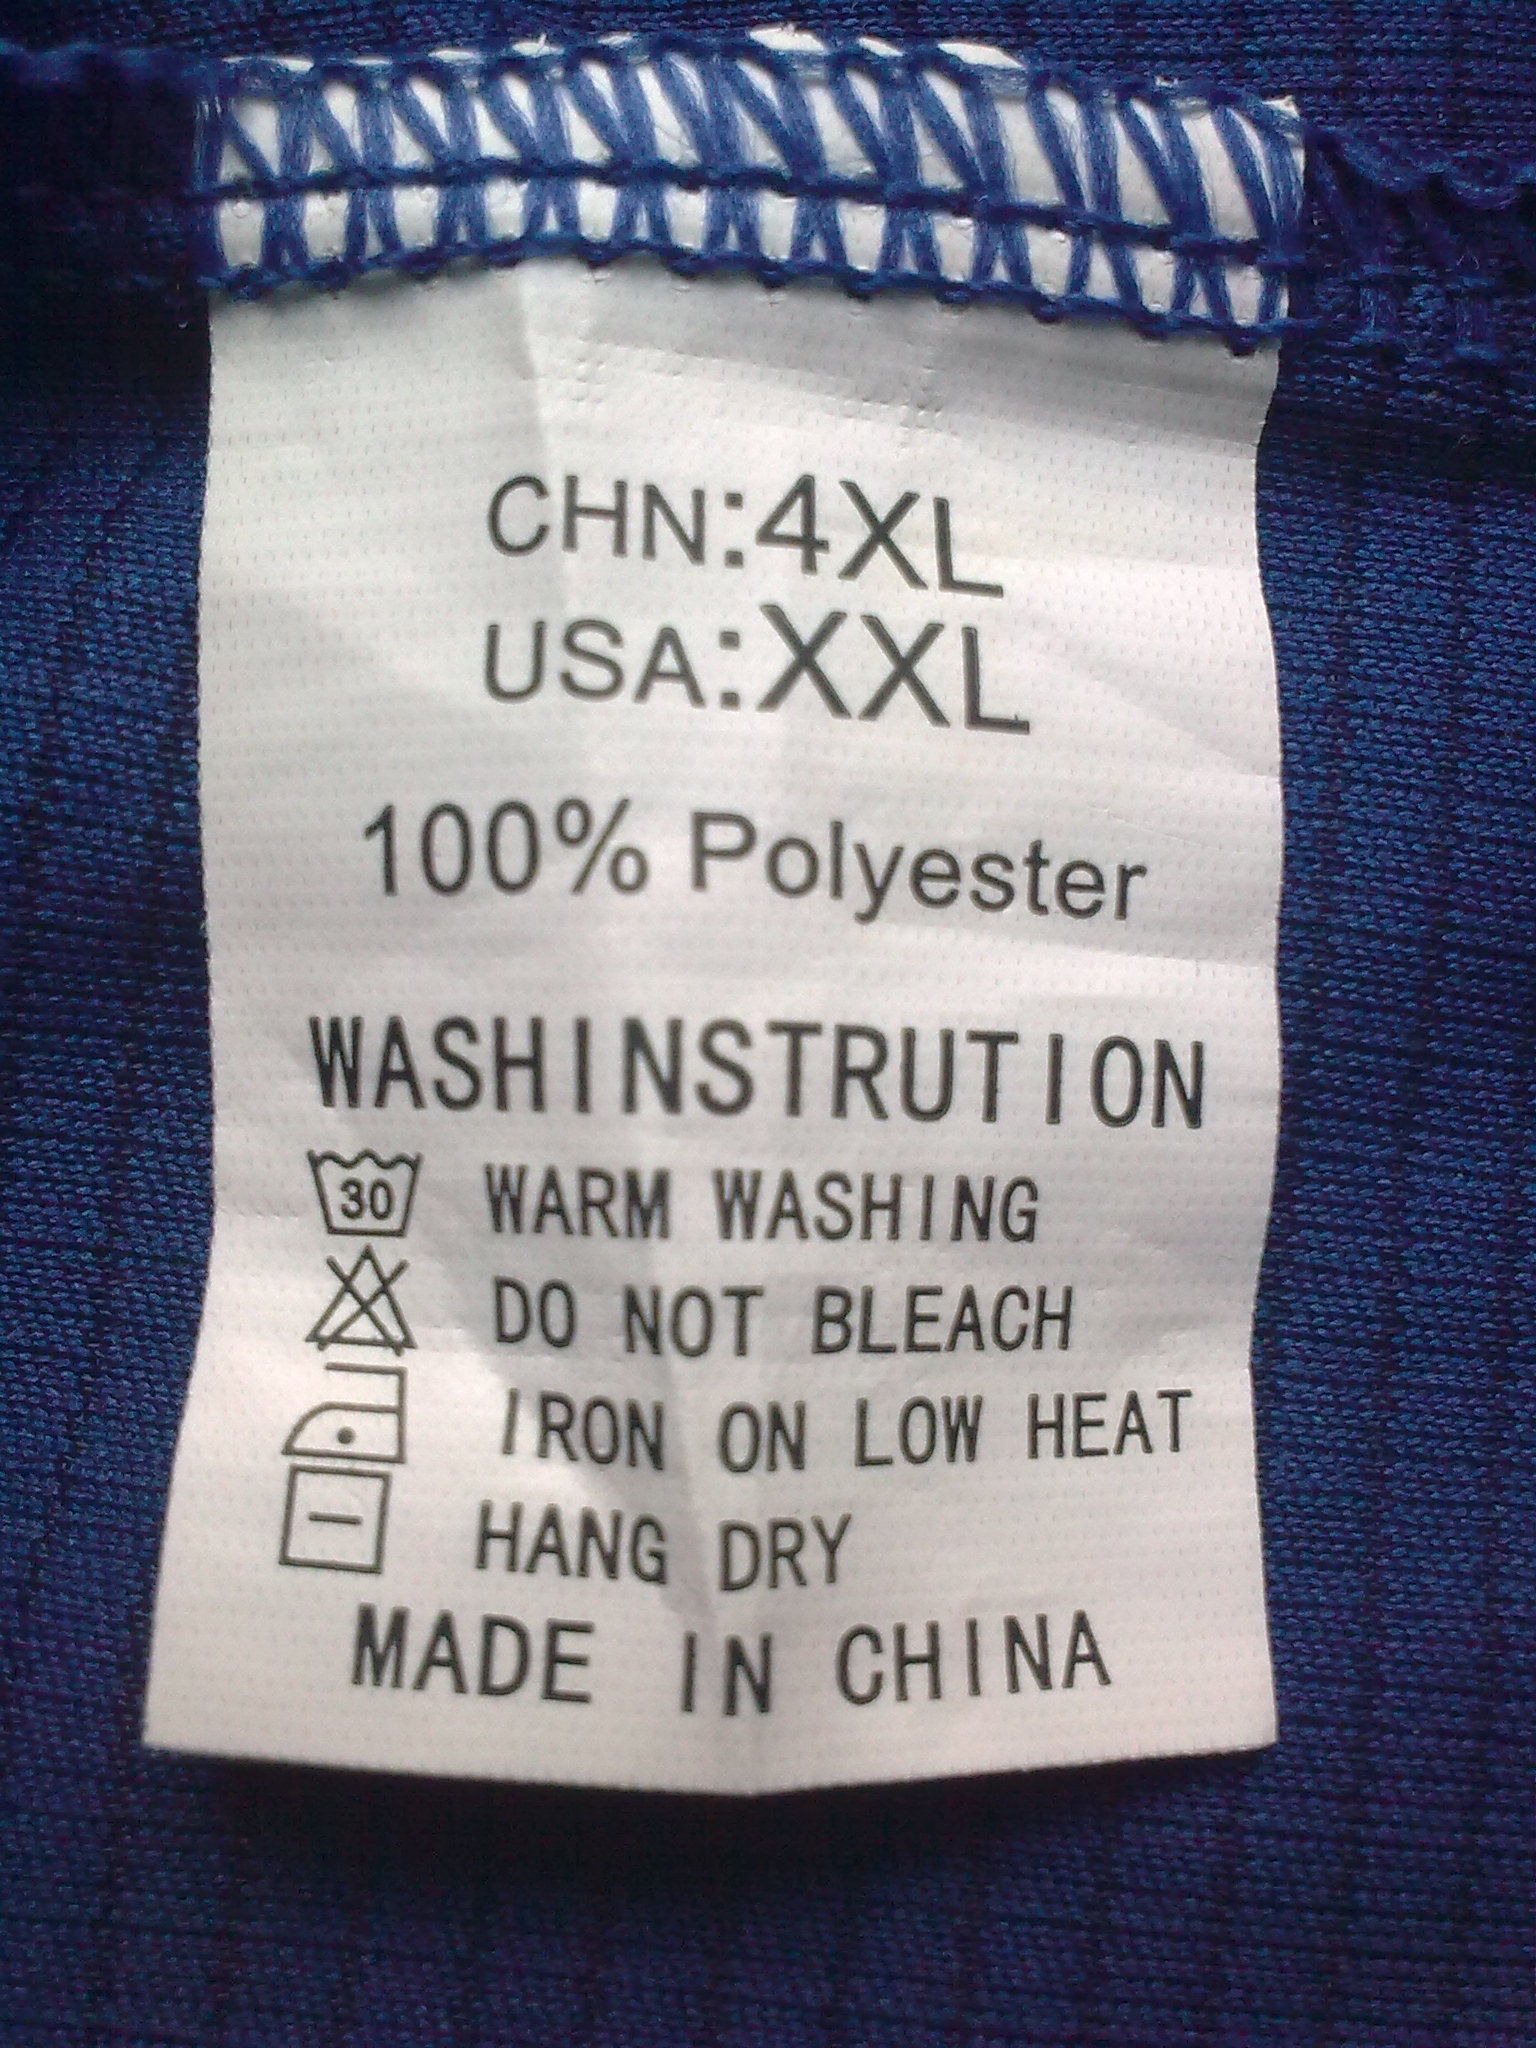 CHN:4XL
USA:XXL
100% Polyester
WASHINSTRUTION
30 WARM WASHING
DO NOT BLEACH
IRON ON LOW HEAT
HANG DRY
MADE IN CHINA